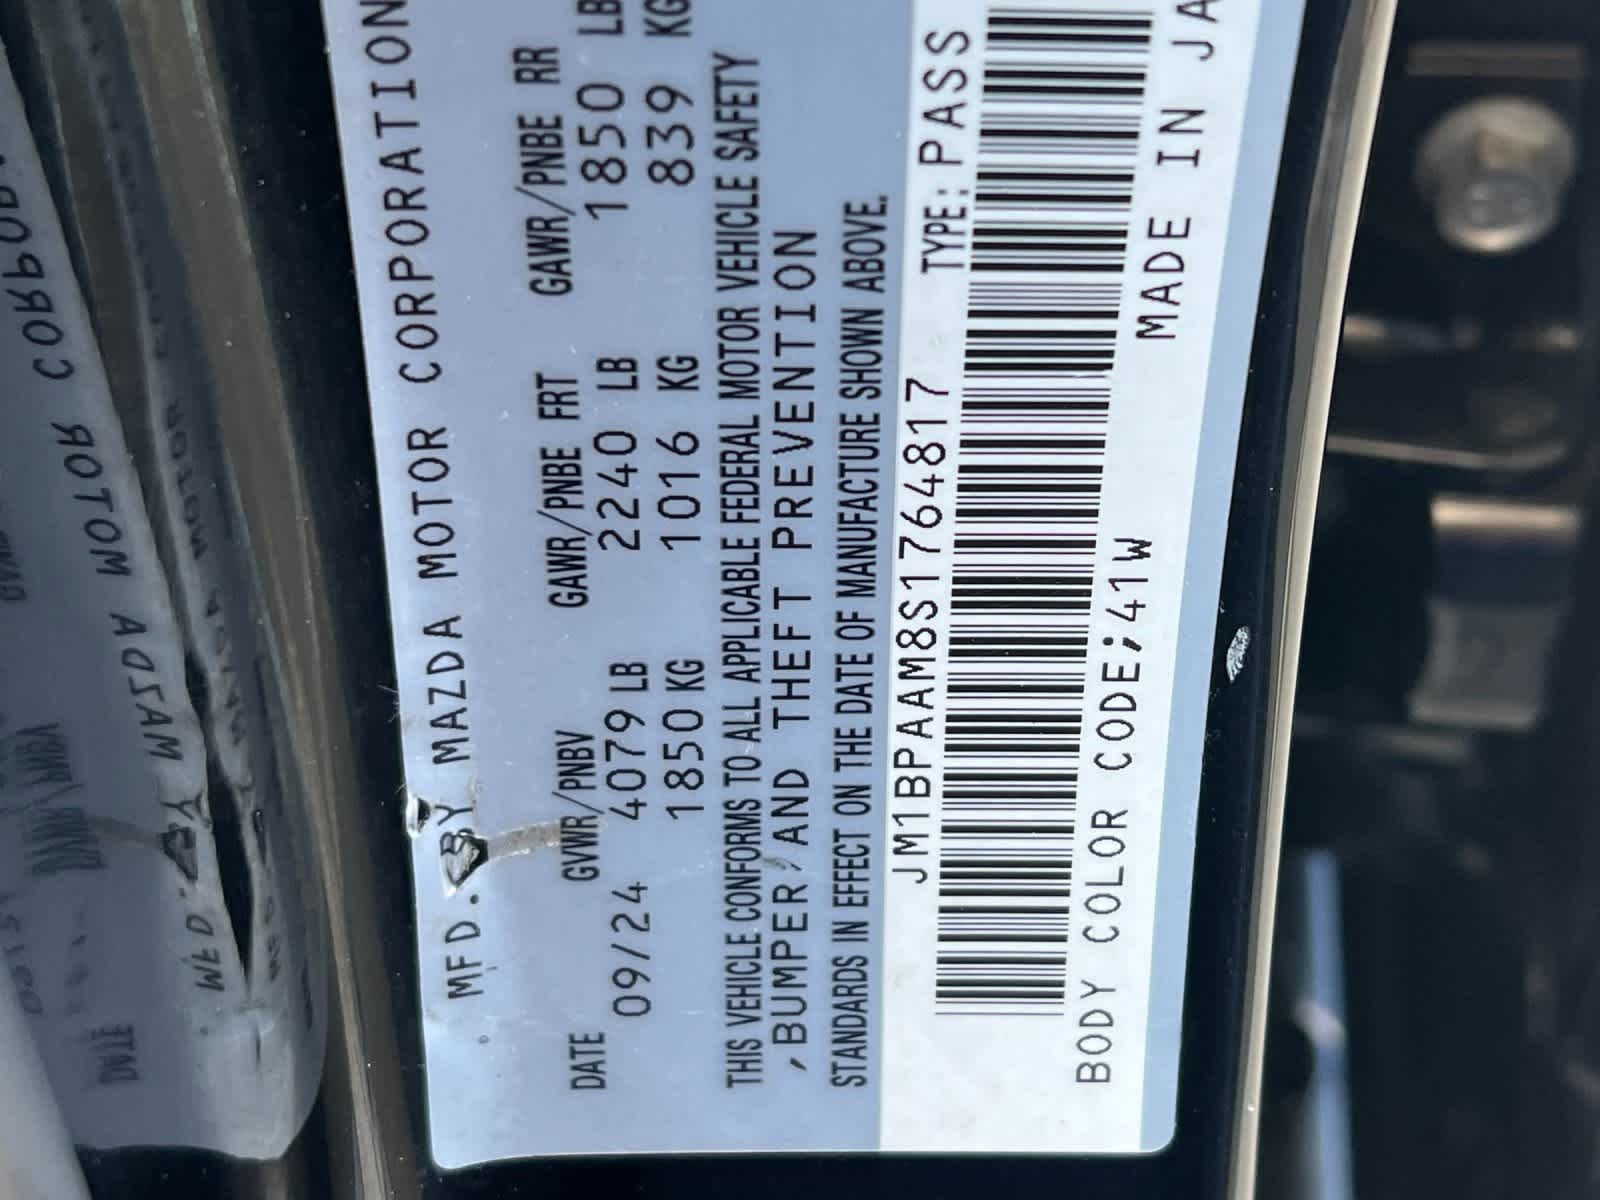 MFD. BY MAZDA MOTOR CORPORATION
DATE GVWR/PNBV GAWR/PNBE FRT GAWR/PNBE RR
09/24 4079 LB 2240 LB 1850 LB
1850 KG 1016 KG 839 KG
THIS VEHICLE CONFORMS TO ALL APPLICABLE FEDERAL MOTOR VEHICLE SAFETY
,BUMPER,AND THEFT PREVENTION
STANDARDS IN EFFECT ON THE DATE OF MANUFACTURE SHOWN ABOVE.
JM1BPAAM8S1764817 TYPE:PASS
BODY COLOR CODE;41W MADE IN JA